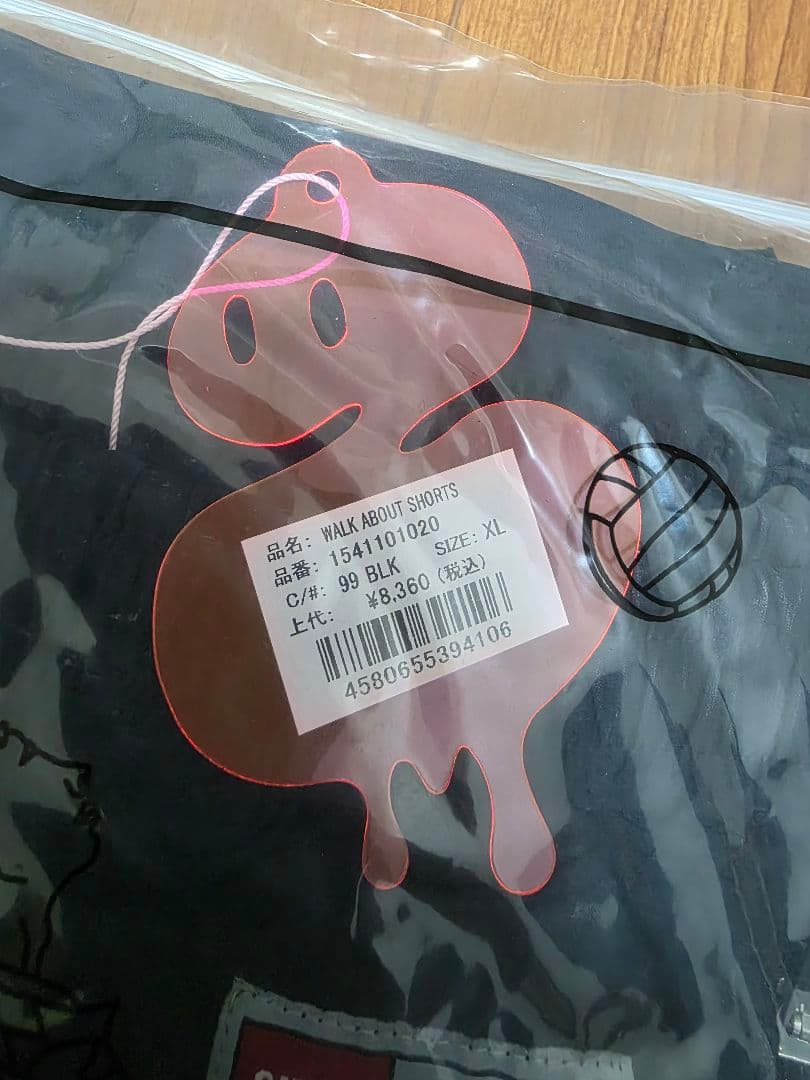 品名: WALK ABOUT SHORTS
品番: 1541101020
C/#: 99 BLK SIZE: XL
上代: ¥8,360 (税込)
4580655394106